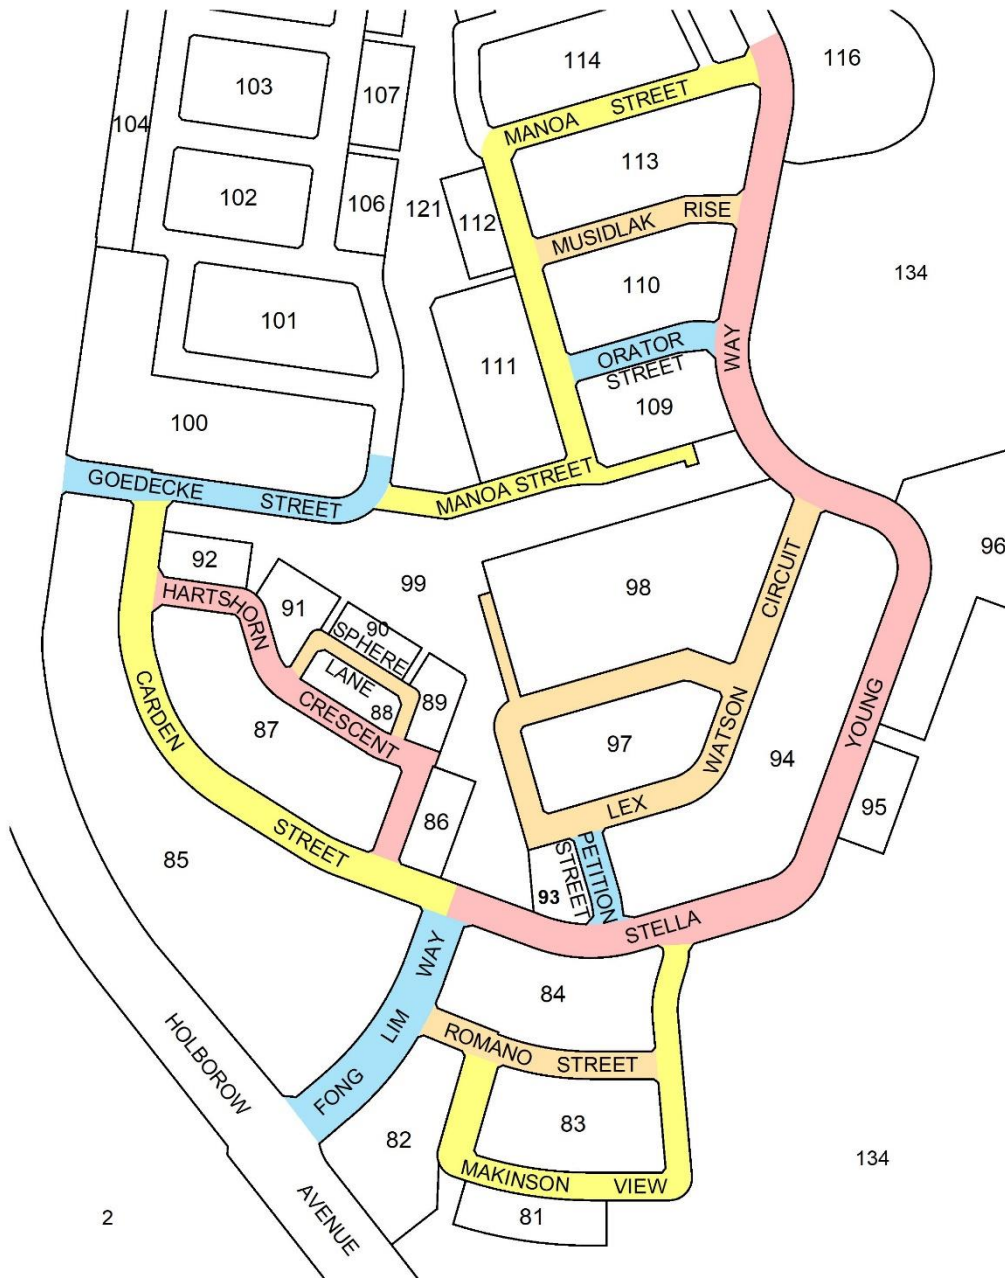 114
116
103
107
104
MANOA STREET
113
102
106
121
112
MUSIDLAK RISE
134
110
101
ORATOR
STREET
WAY
111
109
100
GOEDECKE STREET
MANOA STREET
92
99
98
CIRCUIT
96
HARTSHORN
91
90
SPHERE
LANE
88
89
CRESCENT
CARDEN
87
97
WATSON
94
YOUNG
LEX
95
86
STREET
85
PETITION
STREET
93
STELLA
WAY
84
LIM
HOLBOROW
ROMANO STREET
FONG
83
82
134
MAKINSON VIEW
AVENUE
2
81